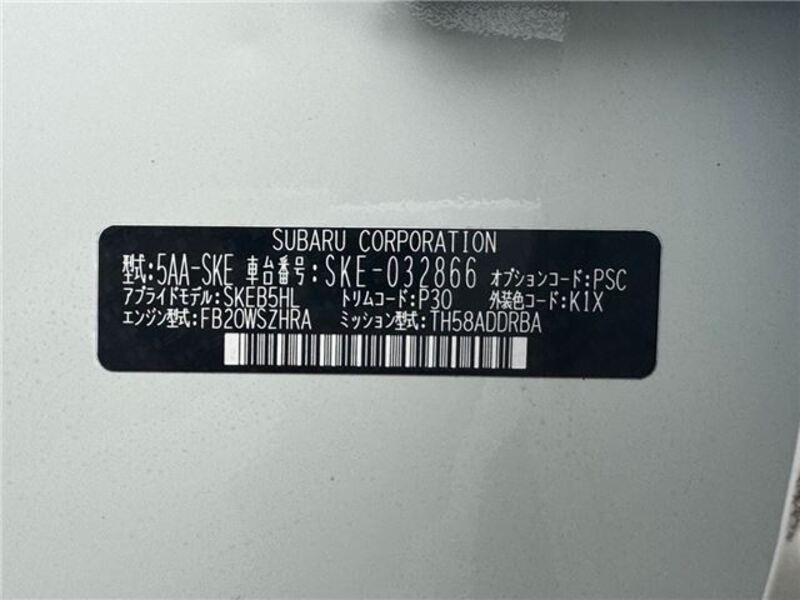 SUBARU CORPORATION
型式:5AA-SKE 車台番号:SKE-032866 オプションコード:PSC
アプライドモデル:SKEB5HL トリムコード:P30 外装色コード:K1X
エンジン型式:FB20WSZHRA ミッション型式:TH58ADDRBA